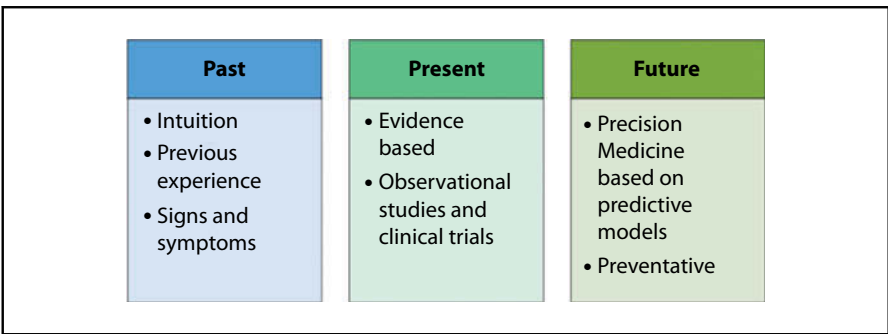 Past
• Intuition
• Previous
experience
• Signs and
symptoms
Present
• Evidence
based
• Observational
studies and
clinical trials
Future
• Precision
Medicine
based on
predictive
models
• Preventative